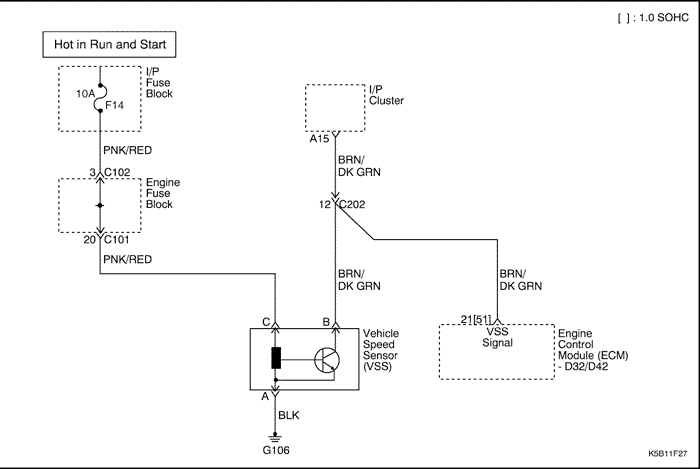 [ ] : 1.0 SOHC
Hot in Run and Start
I/P
Fuse
Block
10A
F14
I/P
Cluster
A15
PNK/RED
BRN/
DK GRN
3 C102
Engine
Fuse
Block
12 C202
20 C101
PNK/RED
BRN/
DK GRN
BRN/
DK GRN
C
B
21[51]
VSS
Signal
Vehicle
Speed
Sensor
(VSS)
Engine
Control
Module (ECM)
- D32/D42
A
BLK
G106
K5B11F27